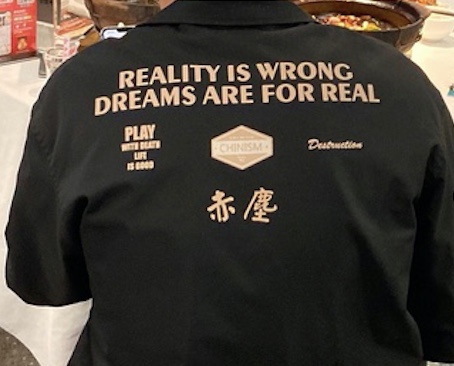 REALITY IS WRONG
DREAMS ARE FOR REAL
PLAY
WITH DEATH
LIFE
IS GOOD
CHINISM
Destruction
赤塵